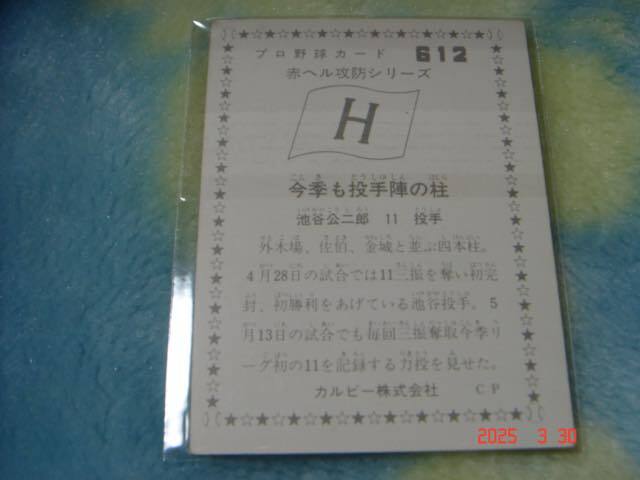 プロ野球カード 612
赤ヘル攻防シリーズ
H
今季も投手陣の柱
池谷公二郎 11 投手
外木場、佐伯、金城と並ぶ四本柱。
4月28日の試合では11三振を奪い初完
封、初勝利をあげている池谷投手。5
月13日の試合でも毎回三振奪取今季リ
ーグ初の11を記録する力投を見せた。
カルビー株式会社 C P
2025 3 30